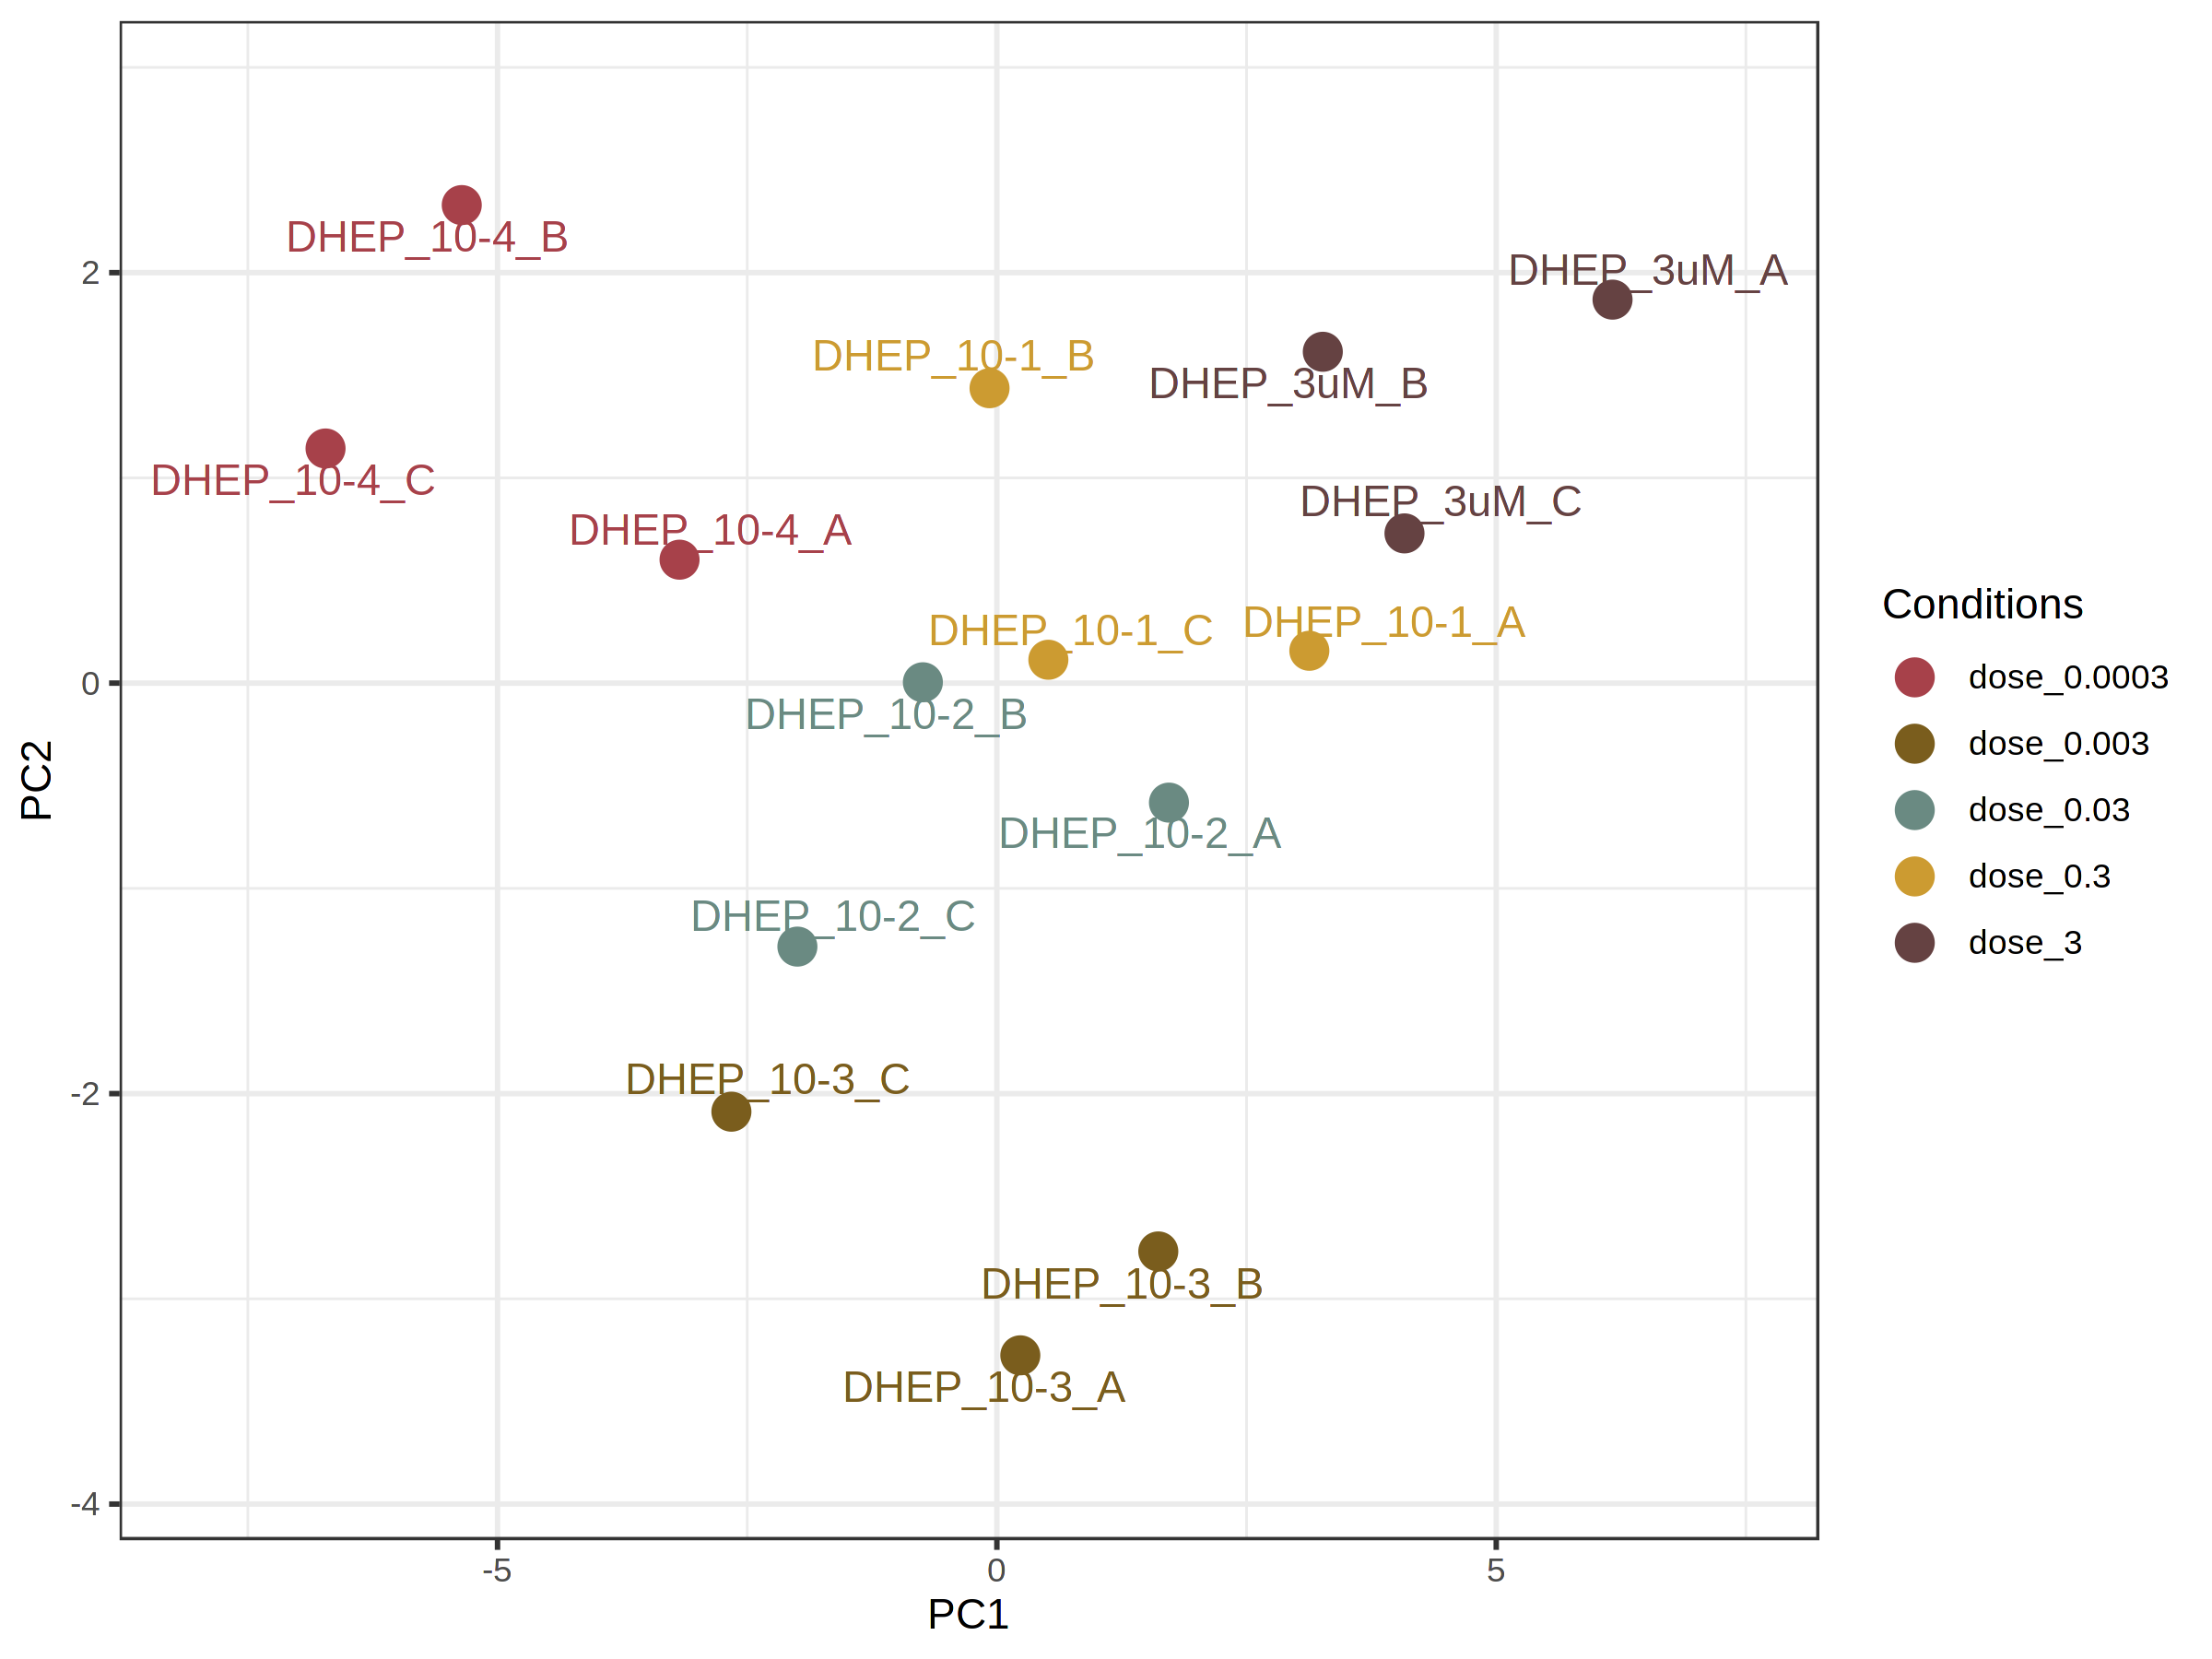 DHEP_10-4_B
DHEP_3uM_A
DHEP_10-1_B
DHEP_3uM_B
DHEP_10-4_C
DHEP_3uM_C
DHEP_10-4_A
DHEP_10-1_C
DHEP_10-1_A
DHEP_10-2_B
DHEP_10-2_A
DHEP_10-2_C
DHEP_10-3_C
DHEP_10-3_B
DHEP_10-3_A
2
0
-2
-4
PC2
-5
0
5
PC1
Conditions
dose_0.0003
dose_0.003
dose_0.03
dose_0.3
dose_3